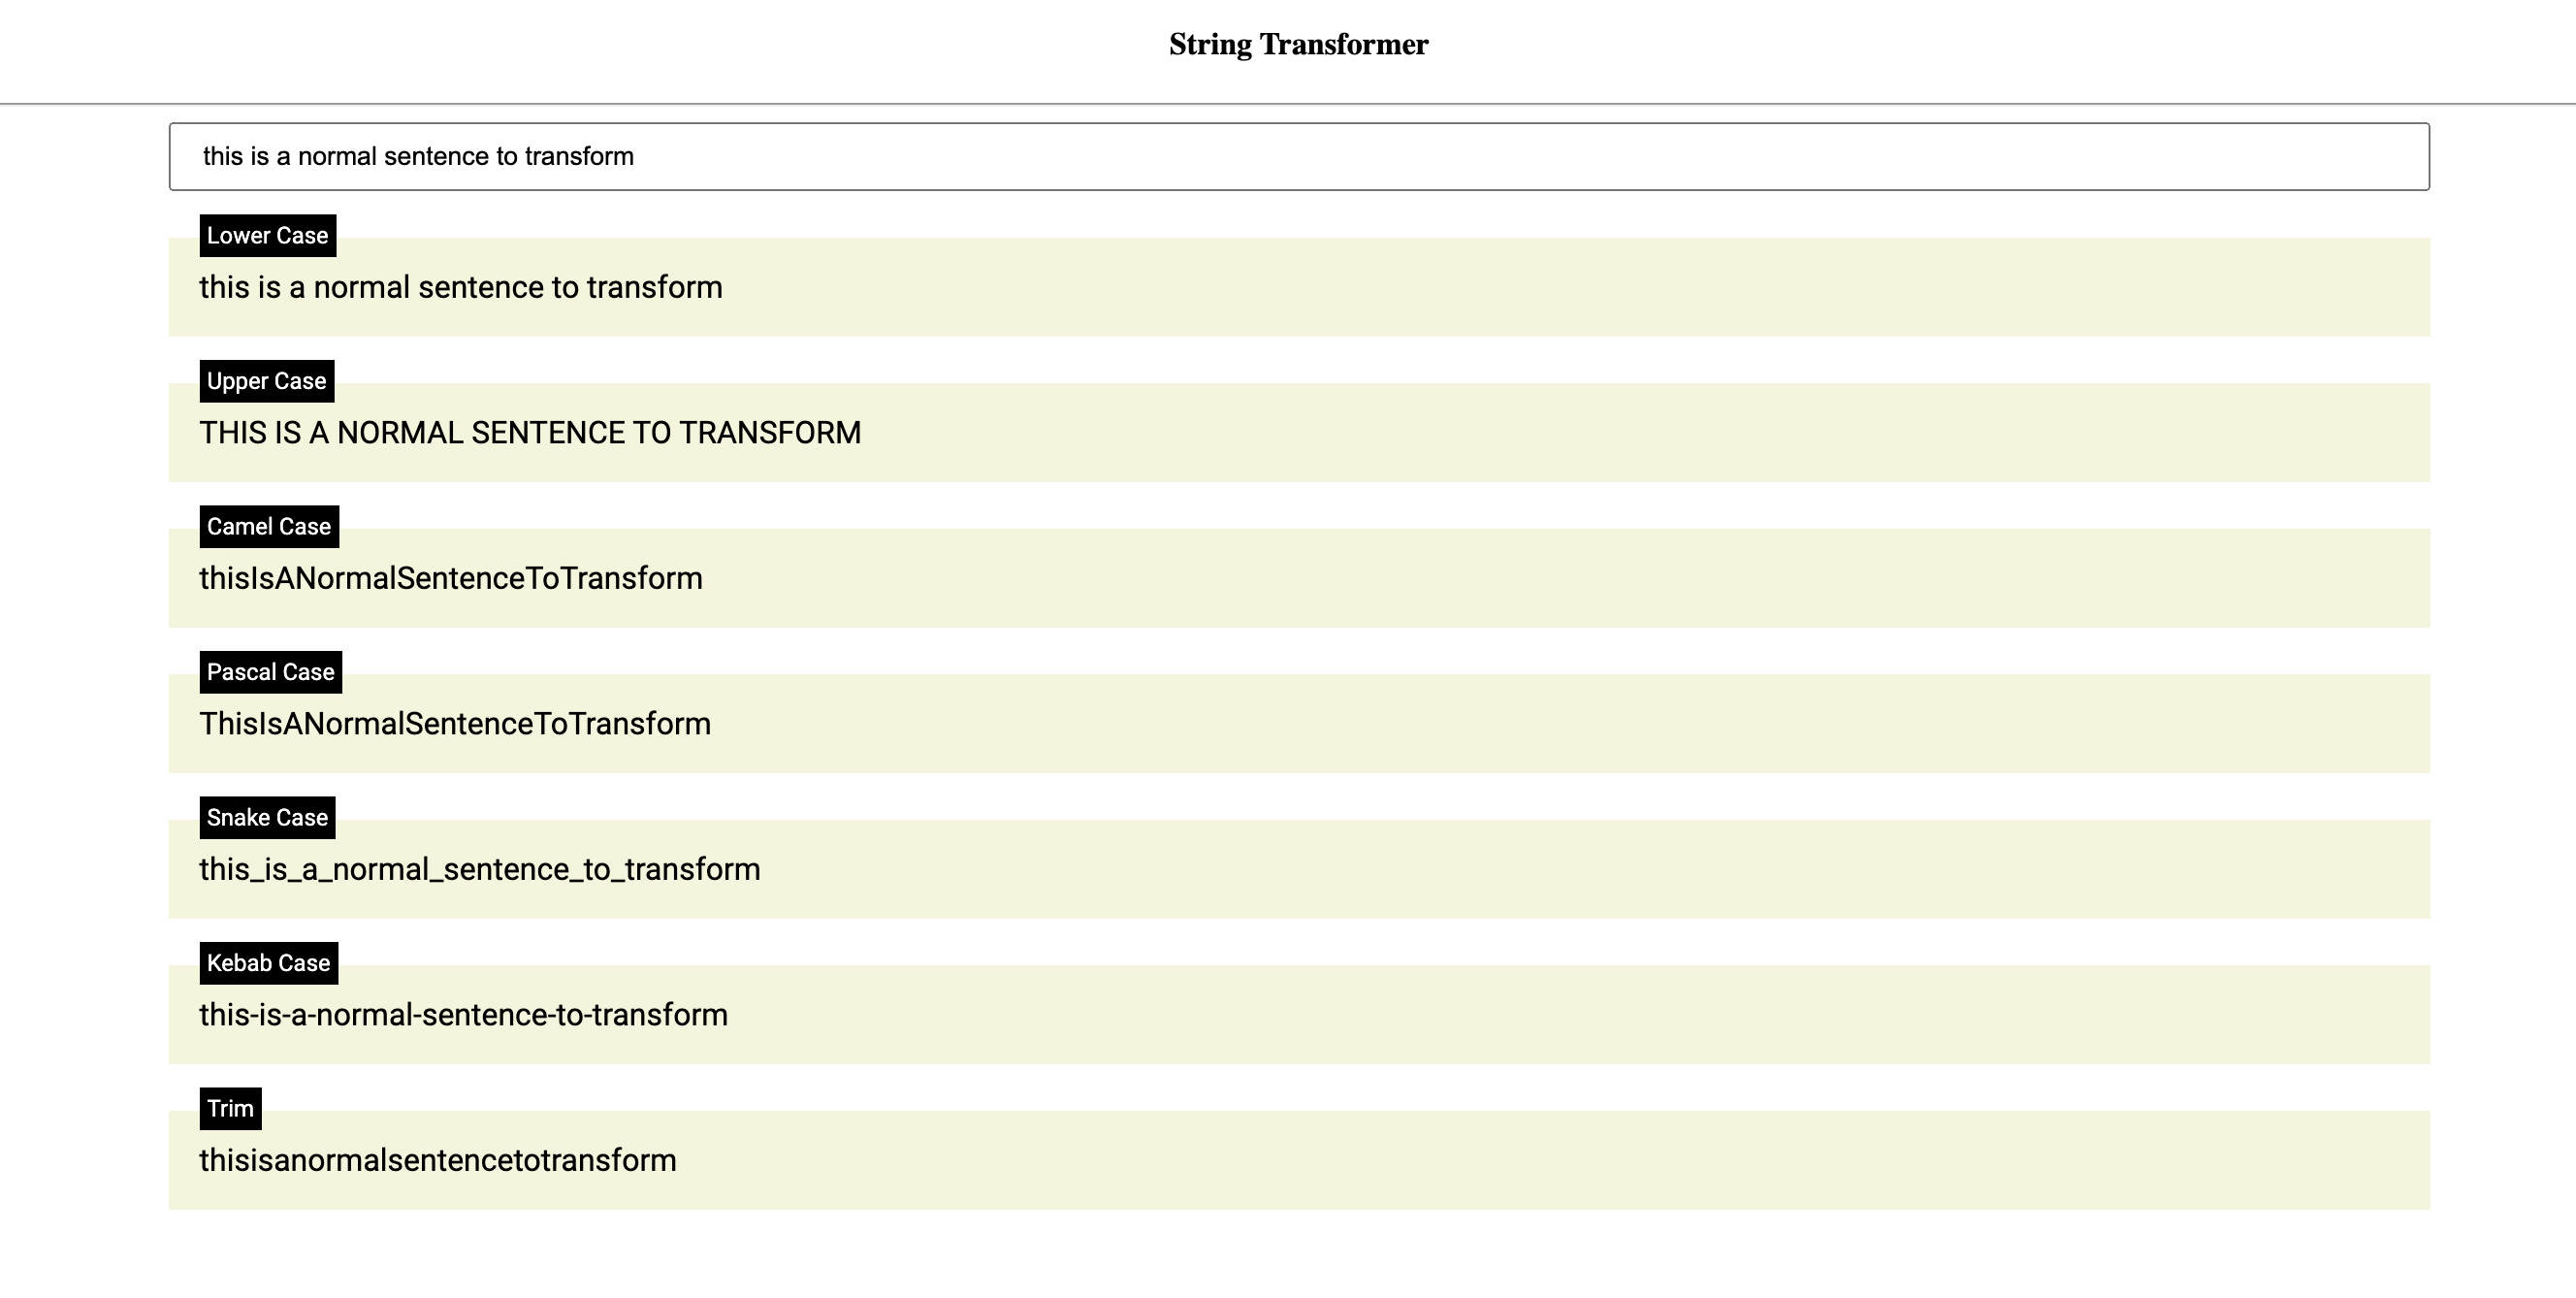 String Transformer
this is a normal sentence to transform
Lower Case
this is a normal sentence to transform
Upper Case
THIS IS A NORMAL SENTENCE TO TRANSFORM
Camel Case
thisIsANormalSentenceToTransform
Pascal Case
ThisIsANormalSentenceToTransform
Snake Case
this_is_a_normal_sentence_to_transform
Kebab Case
this-is-a-normal-sentence-to-transform
Trim
thisisanormalsentencetotransform